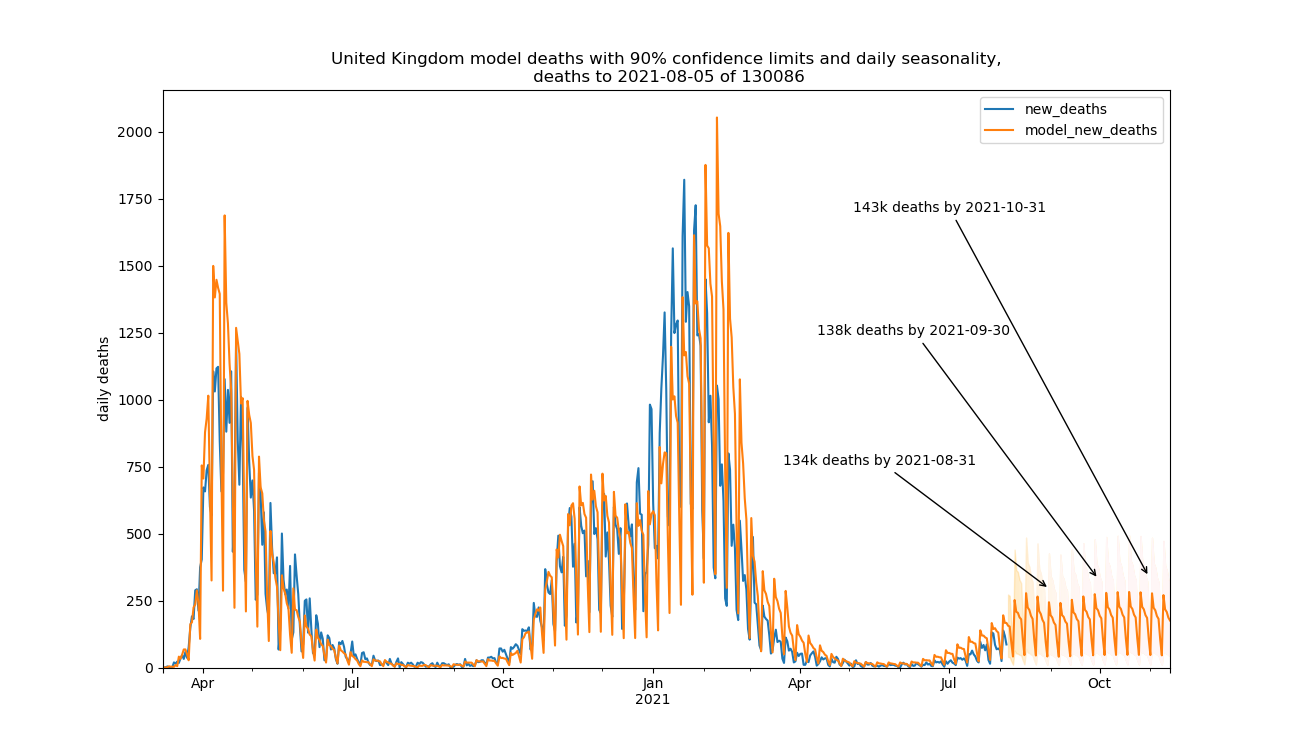 United Kingdom model deaths with 90% confidence limits and daily seasonality,
deaths to 2021-08-05 of 130086
new_deaths
model_new_deaths
143k deaths by 2021-10-31
138k deaths by 2021-09-30
134k deaths by 2021-08-31
daily deaths
2000
1750
1500
1250
1000
750
500
250
0
Apr
Jul
Oct
Jan
2021
Apr
Jul
Oct